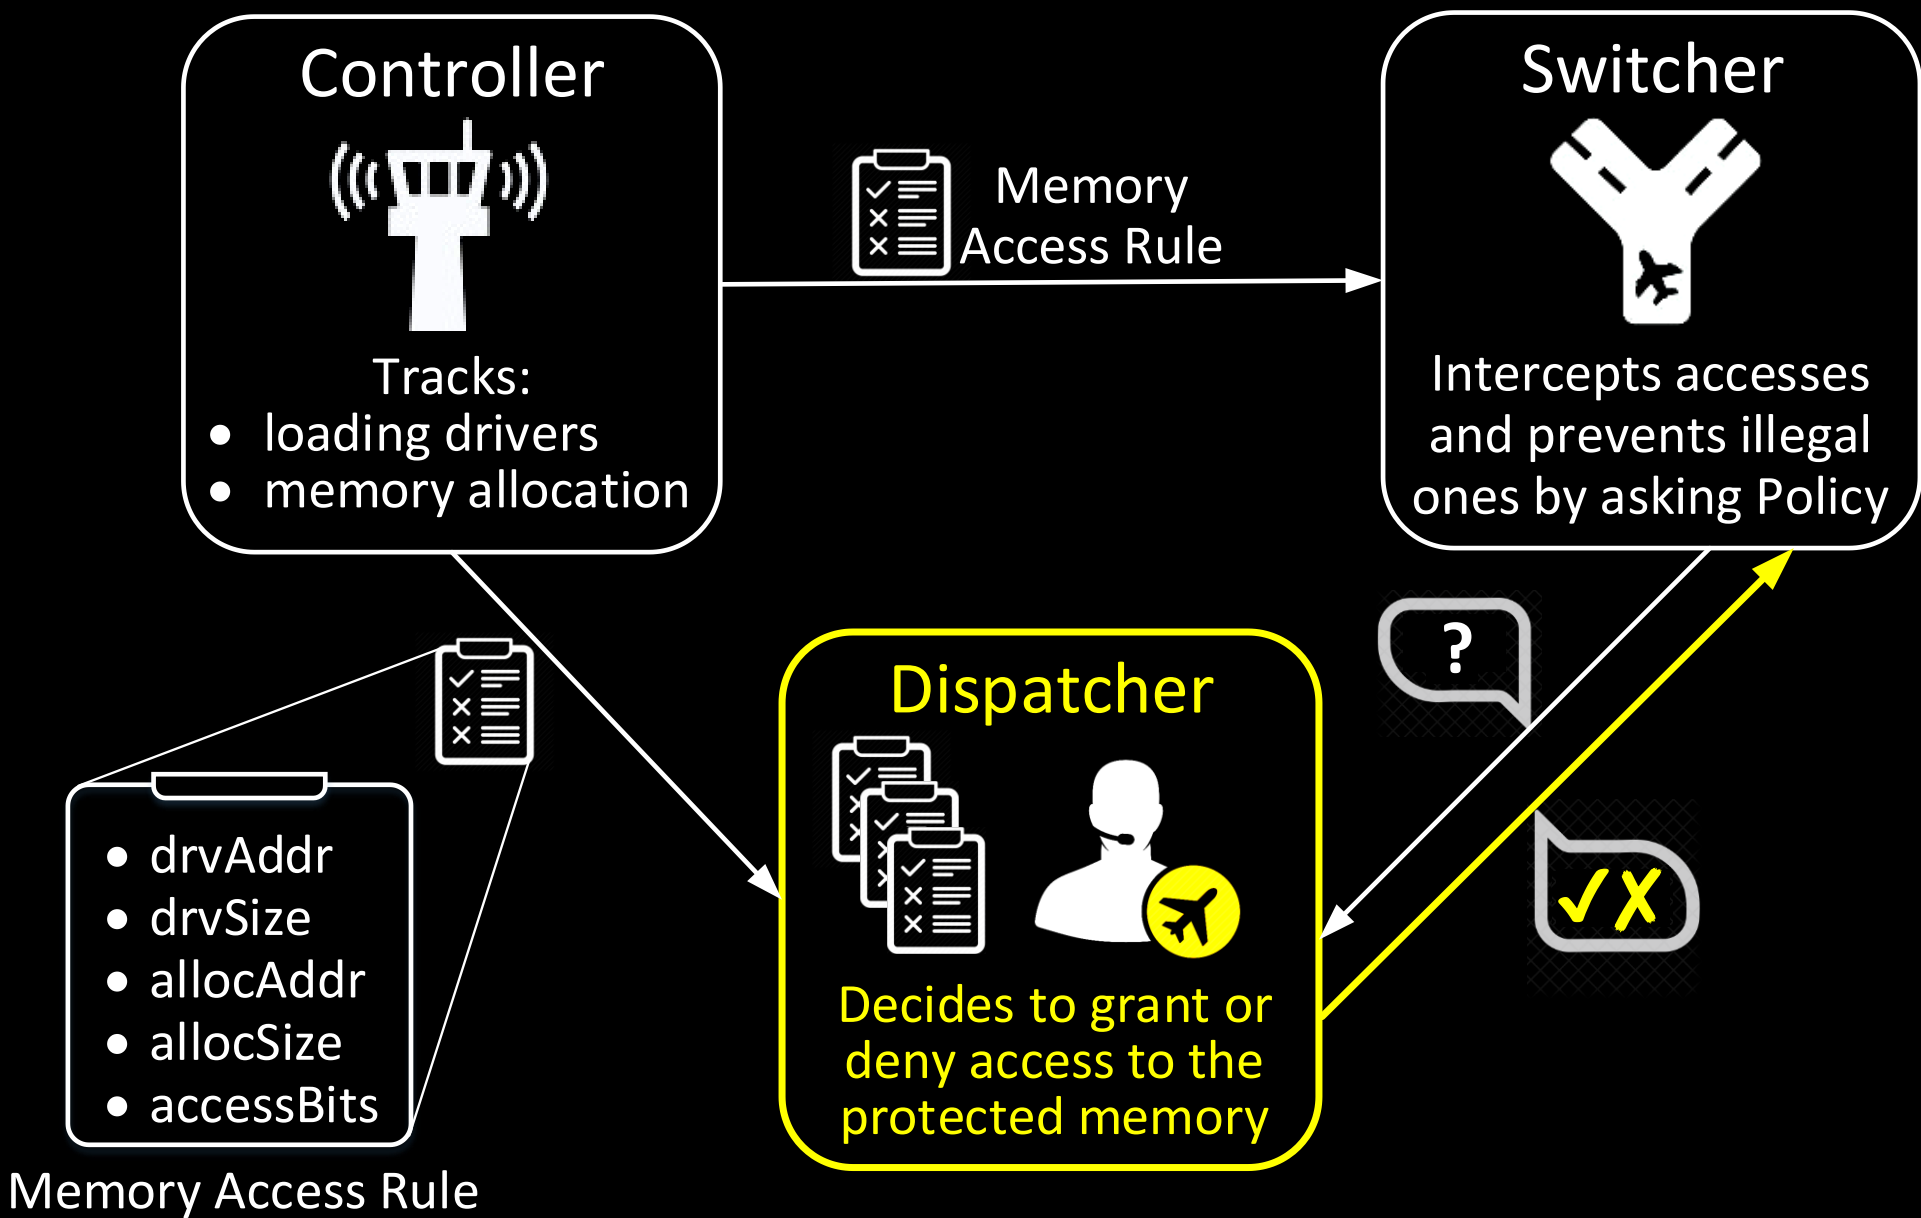 Controller
Tracks:
● loading drivers
● memory allocation
Memory
Access Rule
Switcher
Intercepts accesses
and prevents illegal
ones by asking Policy
?
Dispatcher
Decides to grant or
deny access to the
protected memory
✓✗
● drvAddr
● drvSize
● allocAddr
● allocSize
● accessBits
Memory Access Rule